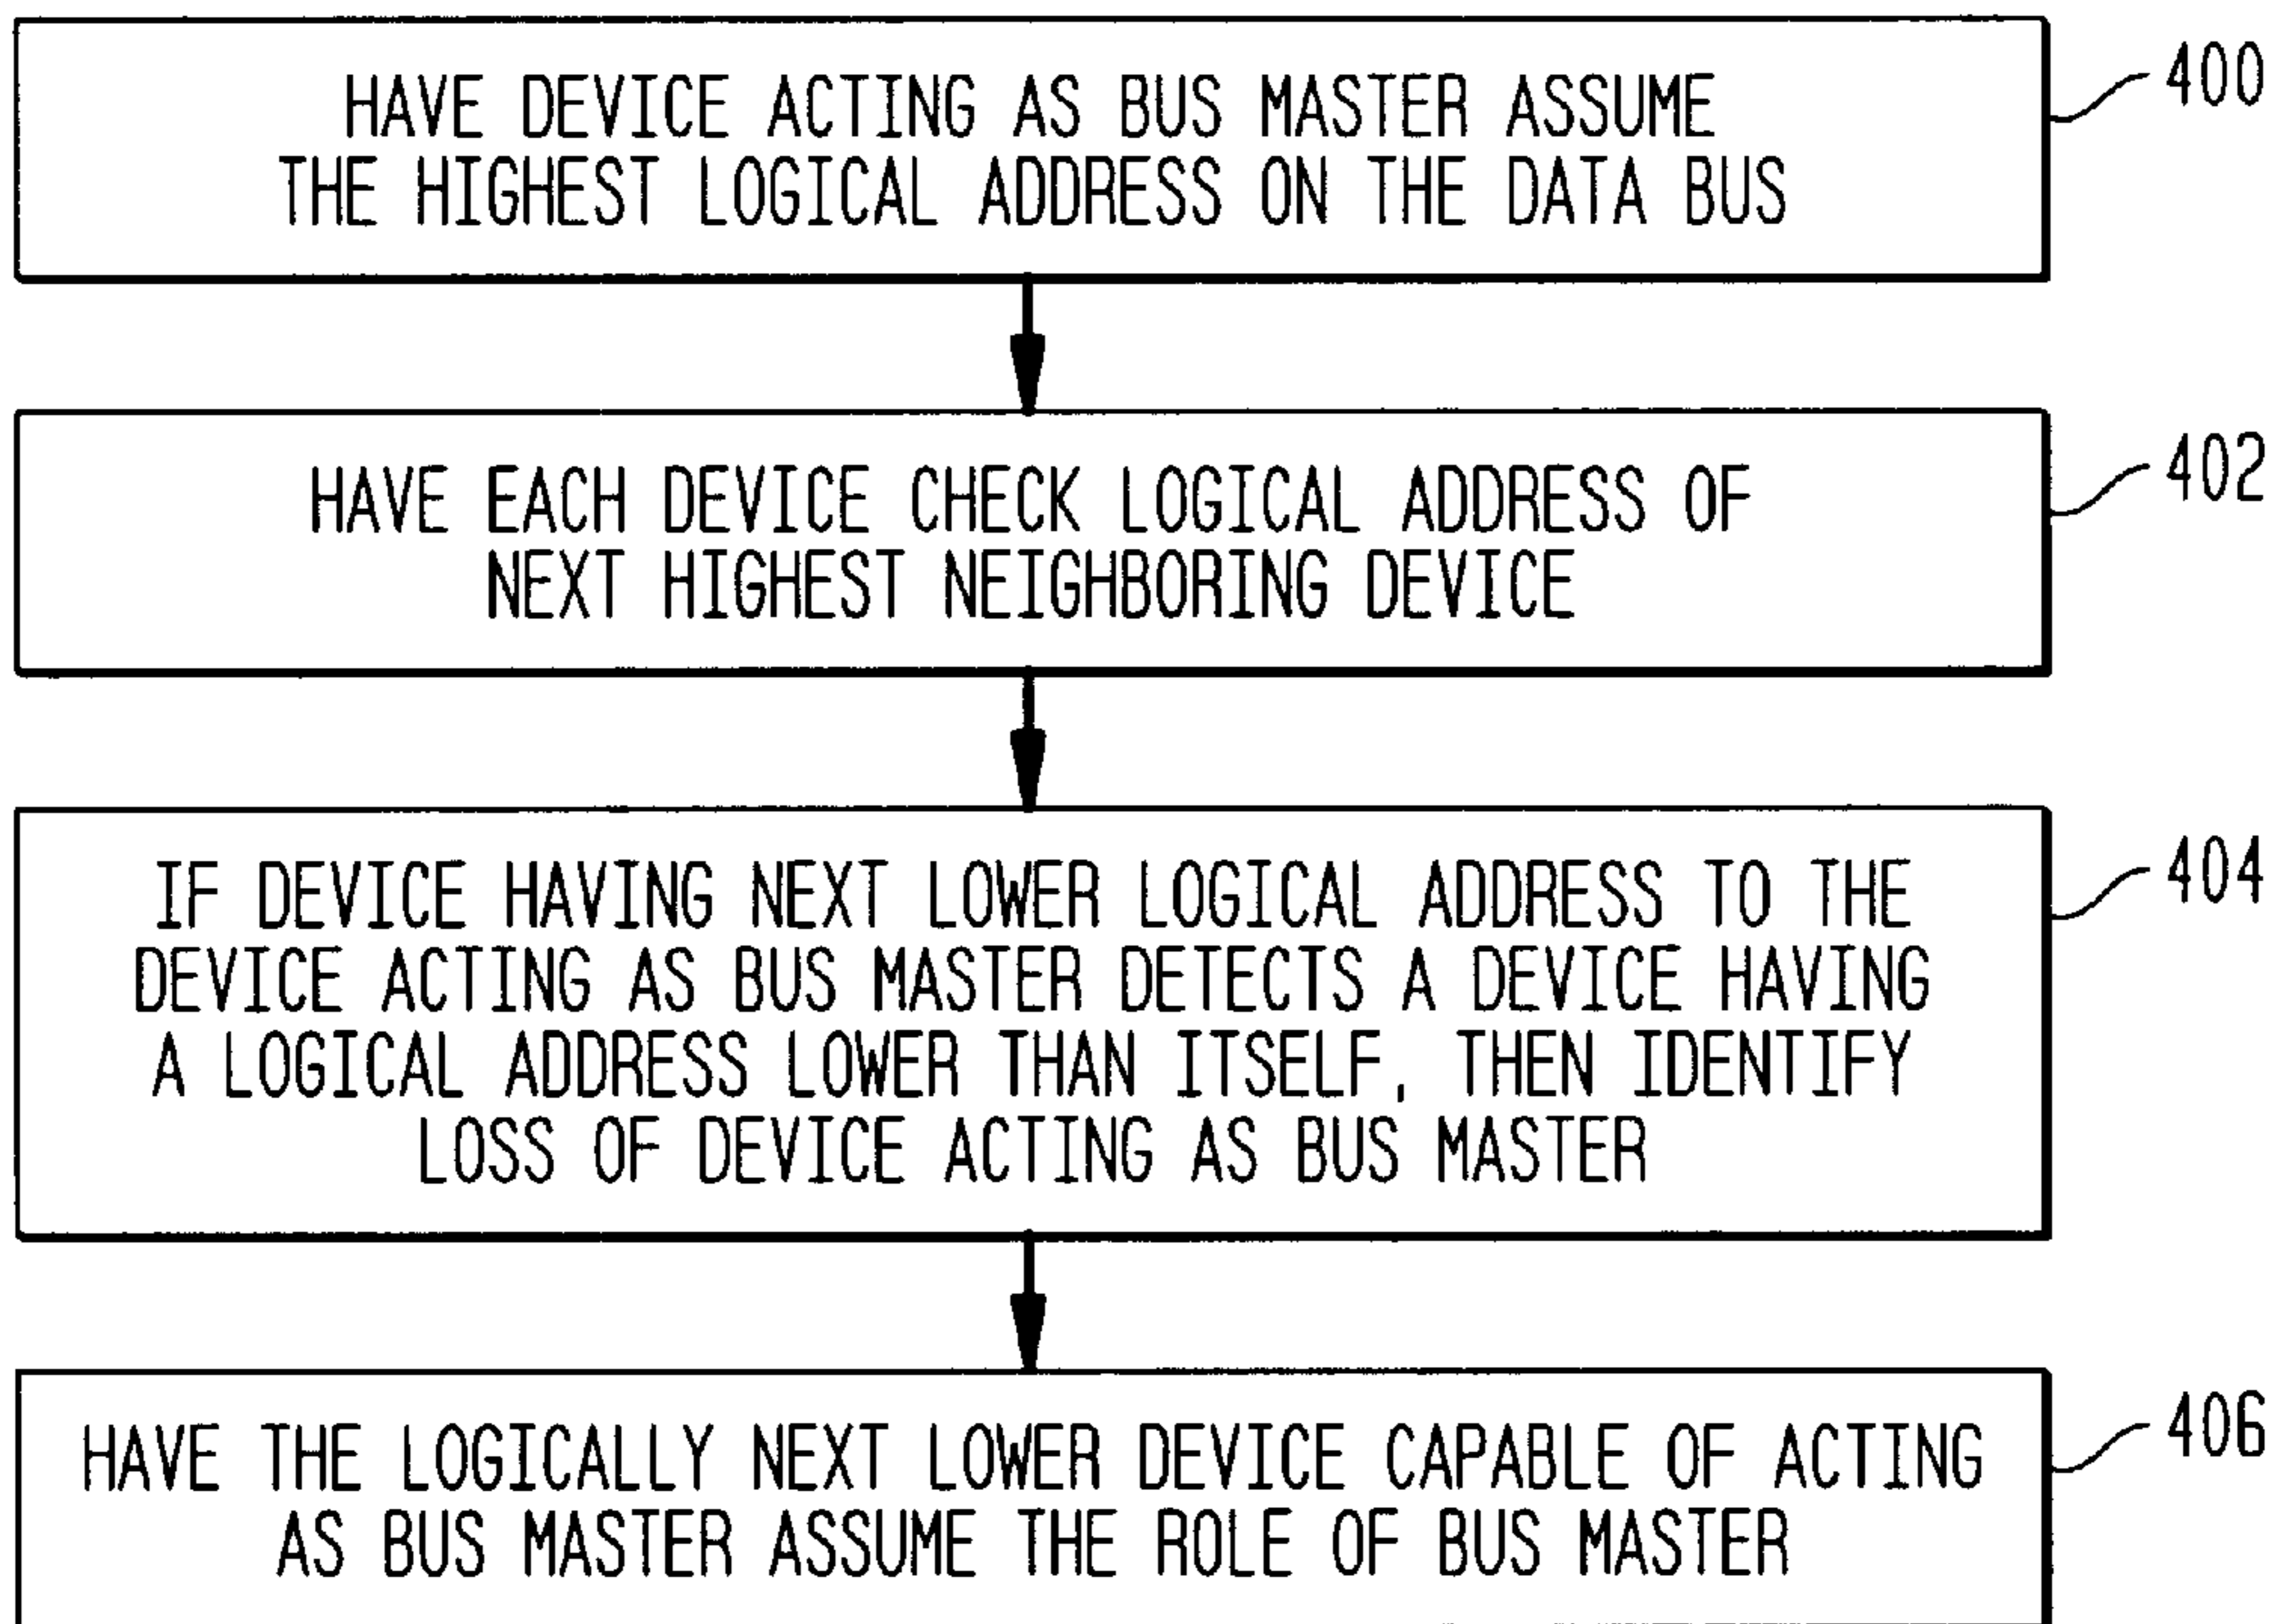 HAVE DEVICE ACTING AS BUS MASTER ASSUME
THE HIGHEST LOGICAL ADDRESS ON THE DATA BUS
400
HAVE EACH DEVICE CHECK LOGICAL ADDRESS OF
NEXT HIGHEST NEIGHBORING DEVICE
402
IF DEVICE HAVING NEXT LOWER LOGICAL ADDRESS TO THE
DEVICE ACTING AS BUS MASTER DETECTS A DEVICE HAVING
A LOGICAL ADDRESS LOWER THAN ITSELF, THEN IDENTIFY
LOSS OF DEVICE ACTING AS BUS MASTER
404
HAVE THE LOGICALLY NEXT LOWER DEVICE CAPABLE OF ACTING
AS BUS MASTER ASSUME THE ROLE OF BUS MASTER
406